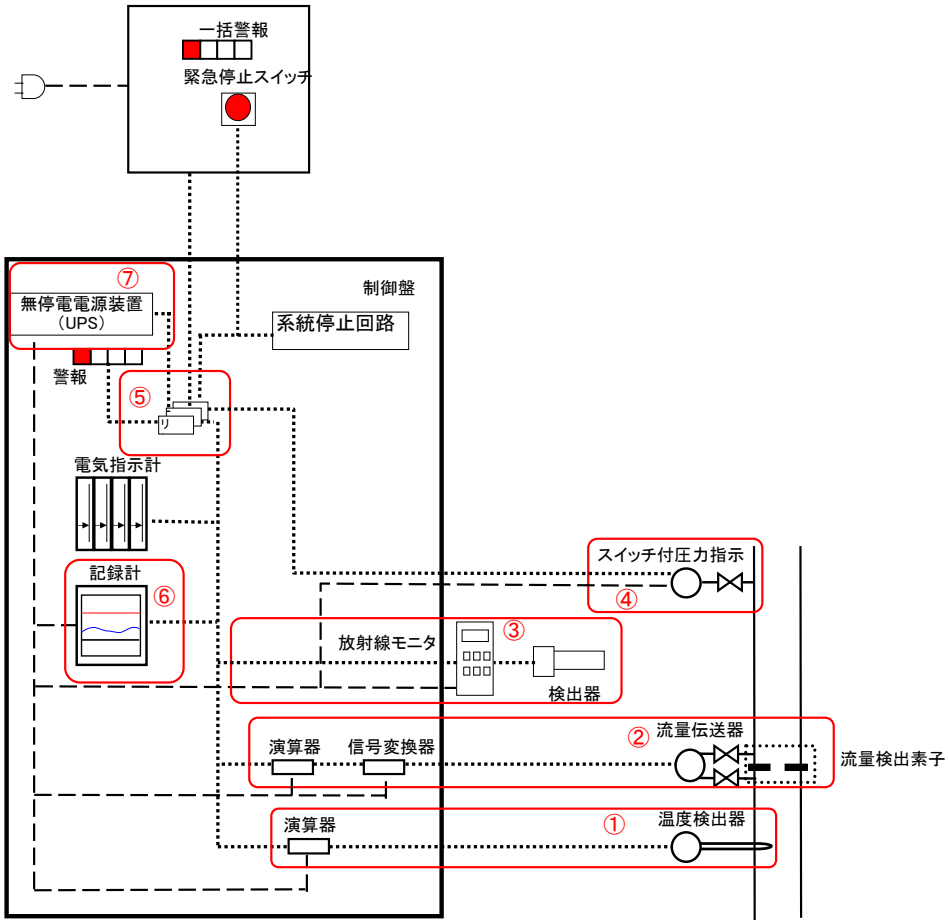 一括警報
緊急停止スイッチ
⑦
制御盤
無停電電源装置
（UPS）
系統停止回路
警報
⑤
リ
電気指示計
スイッチ付圧力指示
記録計
⑥
④
③
放射線モニタ
検出器
②
流量伝送器
演算器
信号変換器
流量検出素子
①
温度検出器
演算器